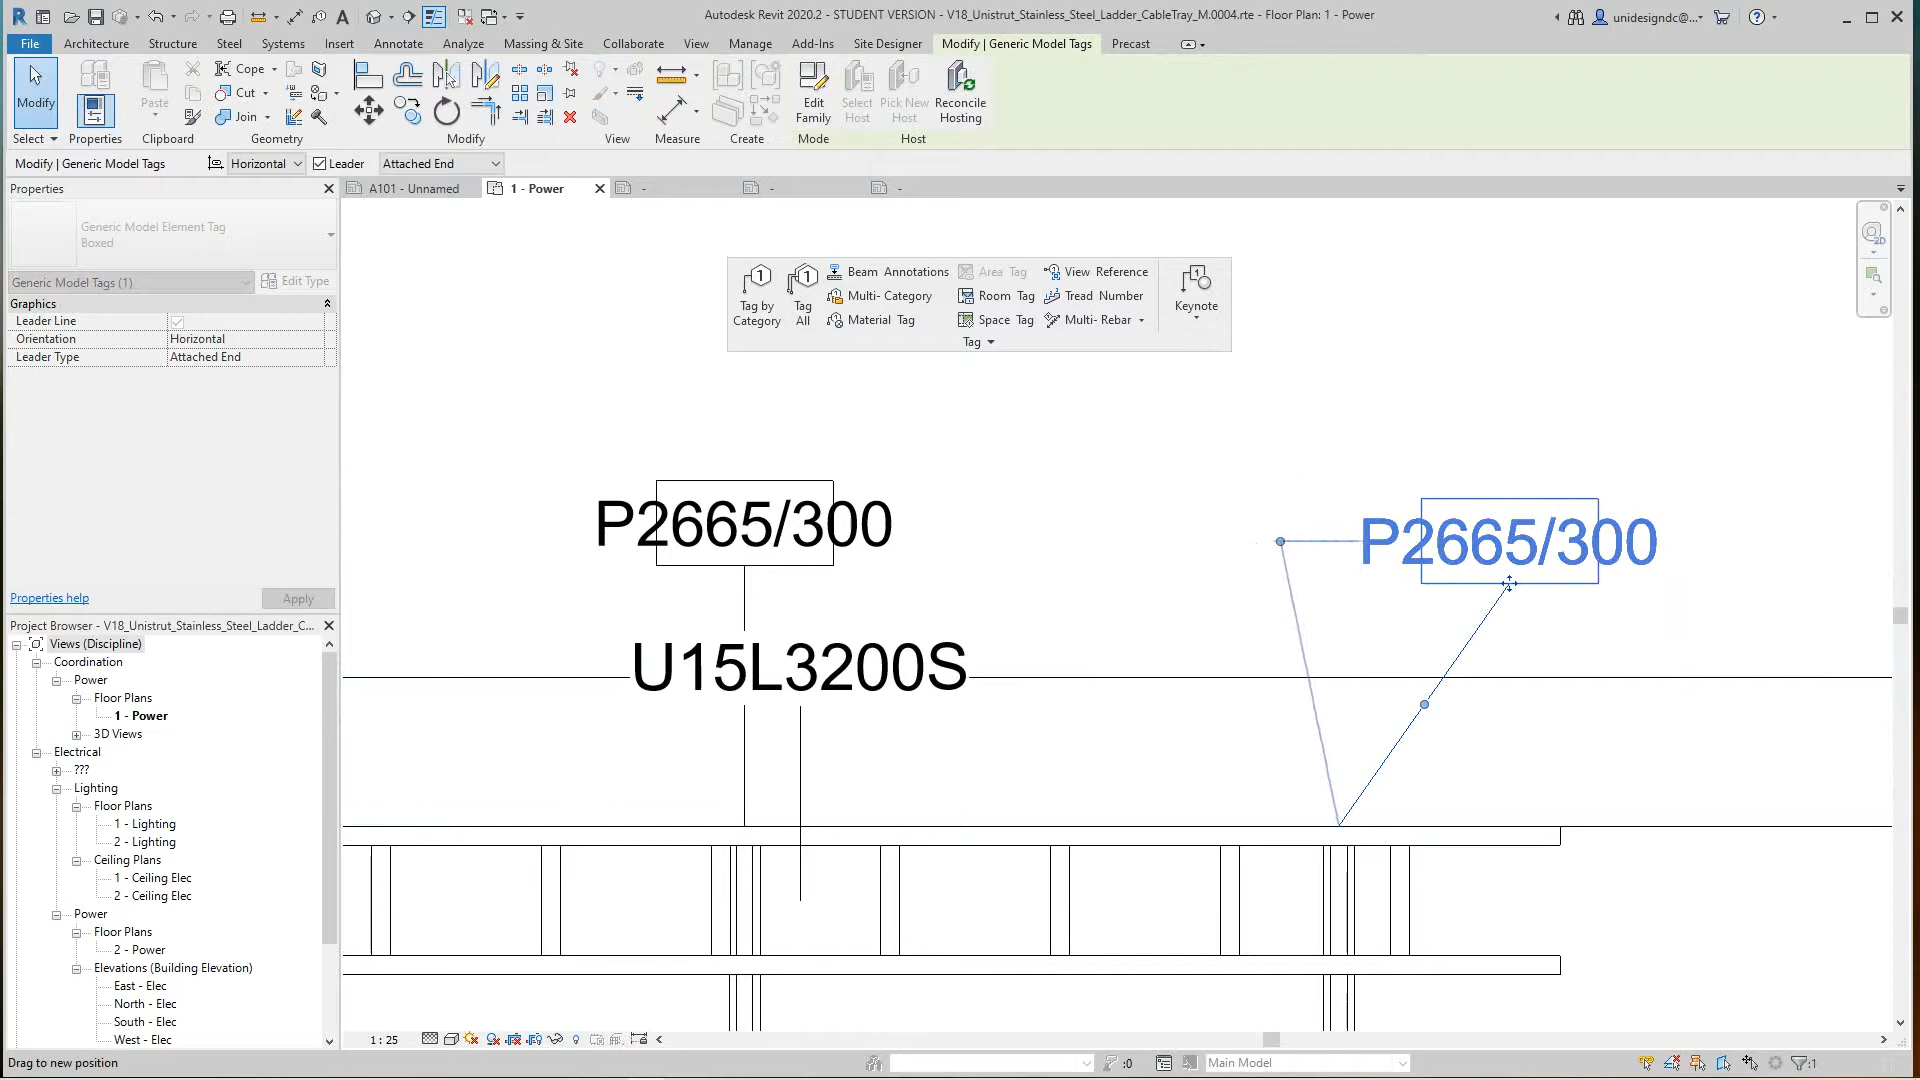 Autodesk Revit 2020.2 - STUDENT VERSION - V18_Unistrut_Stainless_Steel_Ladder_CableTray_M.0004.rte - Floor Plan: 1 - Power
unidesigndc@...
File Architecture Structure Steel Systems Insert Annotate Analyze Massing & Site Collaborate View Manage Add-Ins Site Designer Modify | Generic Model Tags Precast
Modify
Paste
Cope
Cut
Join
Edit Family
Select Host
Pick New Host
Reconcile Hosting
Select Properties Clipboard Geometry Modify View Measure Create Mode Host
Modify | Generic Model Tags Horizontal Leader Attached End
Properties
A101 - Unnamed
1 - Power
-
-
-
Generic Model Element Tag
Boxed
Generic Model Tags (1) Edit Type
Graphics
Leader Line
Orientation Horizontal
Leader Type Attached End
Properties help Apply
Project Browser - V18_Unistrut_Stainless_Steel_Ladder_C...
Views (Discipline)
Coordination
Power
Floor Plans
1 - Power
3D Views
Electrical
???
Lighting
Floor Plans
1 - Lighting
2 - Lighting
Ceiling Plans
1 - Ceiling Elec
2 - Ceiling Elec
Power
Floor Plans
2 - Power
Elevations (Building Elevation)
East - Elec
North - Elec
South - Elec
West - Elec
Tag by Category
Tag All
Beam Annotations
Multi- Category
Material Tag
Area Tag
Room Tag
Space Tag
View Reference
Tread Number
Multi- Rebar
Keynote
Tag
2D
P2665/300
P2665/300
U15L3200S
1 : 25
Drag to new position
:0
Main Model
:1